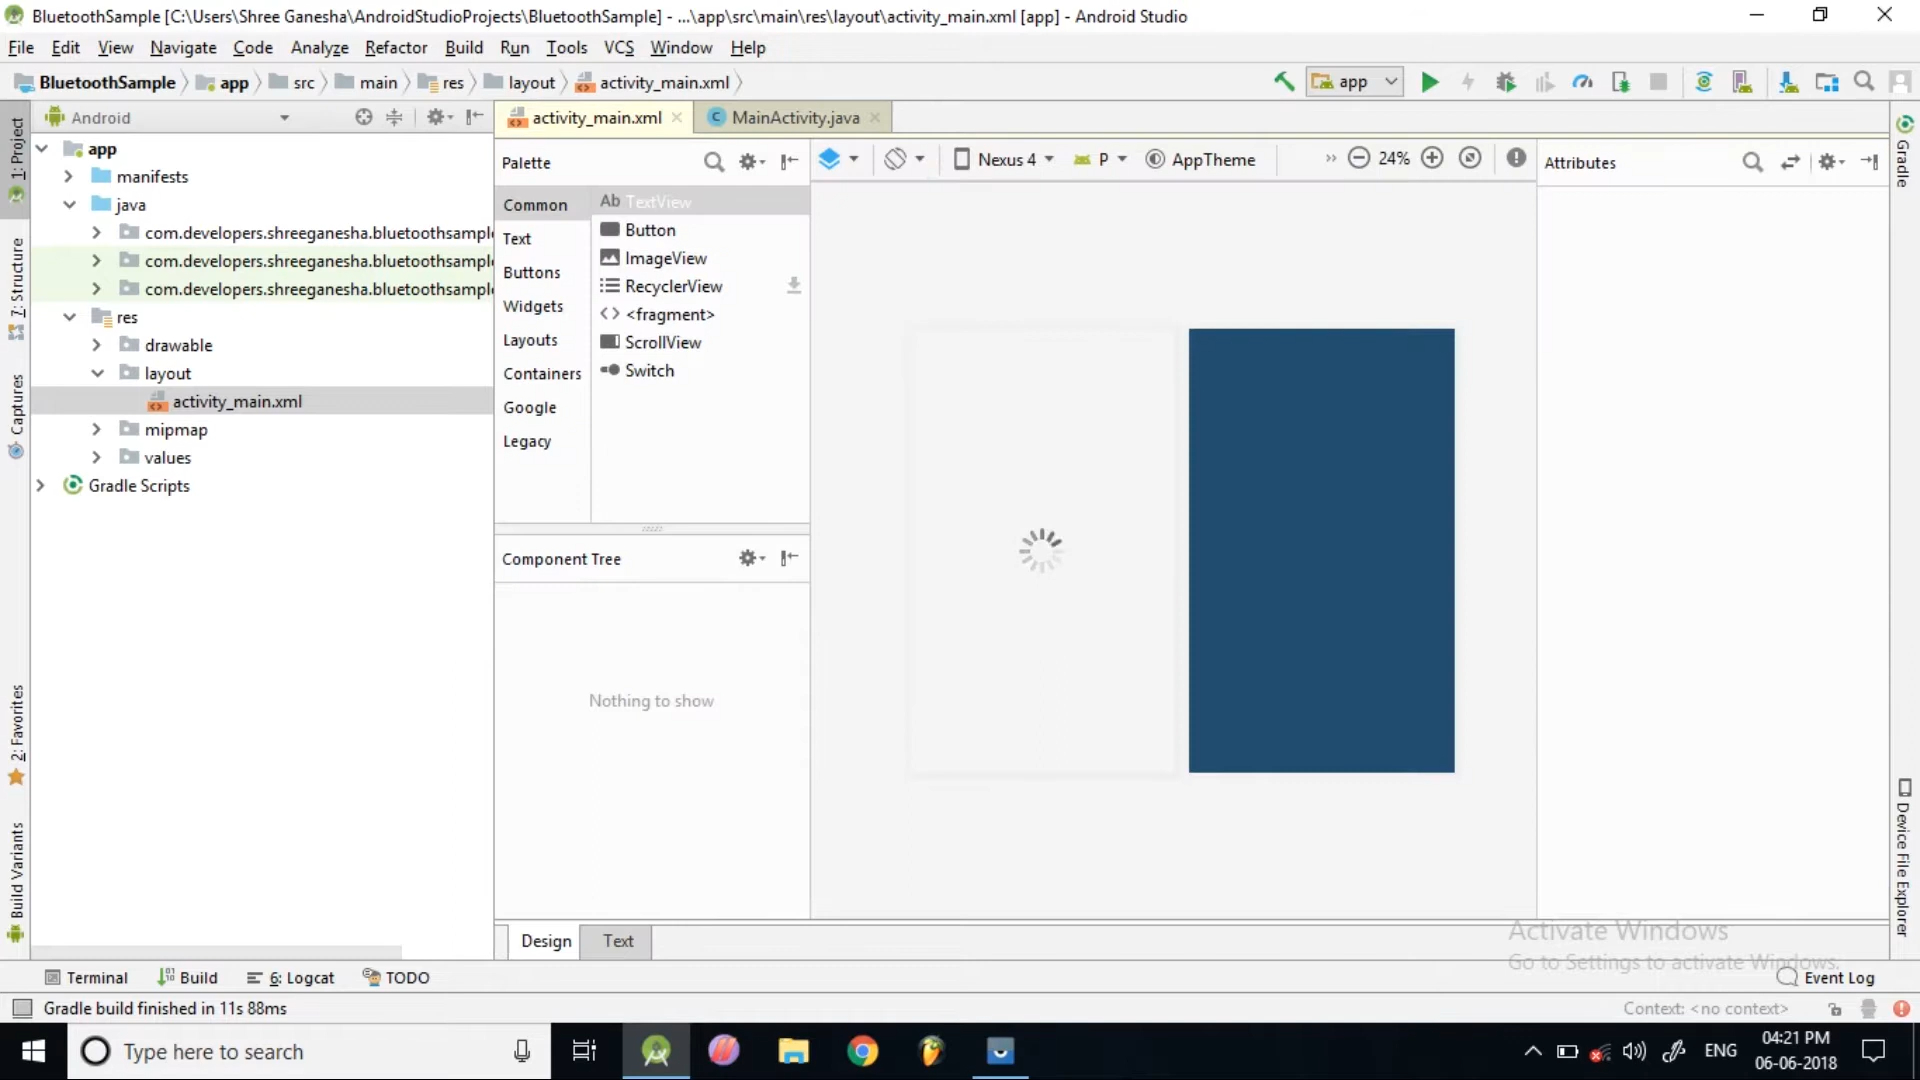 BluetoothSample [C:\Users\Shree Ganesha\AndroidStudioProjects\BluetoothSample] - ...\app\src\main\res\layout\activity_main.xml [app] - Android Studio
File Edit View Navigate Code Analyze Refactor Build Run Tools VCS Window Help
BluetoothSample app src main res layout activity_main.xml
app
1: Project
7: Structure
Captures
2: Favorites
Build Variants
Android
app
manifests
java
com.developers.shreeganesha.bluetoothsampl
com.developers.shreeganesha.bluetoothsampl
com.developers.shreeganesha.bluetoothsampl
res
drawable
layout
activity_main.xml
mipmap
values
Gradle Scripts
activity_main.xml
MainActivity.java
Palette
Common
Text
Buttons
Widgets
Layouts
Containers
Google
Legacy
Ab TextView
Button
ImageView
RecyclerView
<fragment>
ScrollView
Switch
Component Tree
Nothing to show
Nexus 4 P AppTheme 24%
Attributes
Gradle
Device File Explorer
Design Text
Activate Windows
Go to Settings to activate Windows.
Terminal Build 6: Logcat TODO Event Log
Gradle build finished in 11s 88ms
Context: <no context>
Type here to search
ENG
04:21 PM
06-06-2018